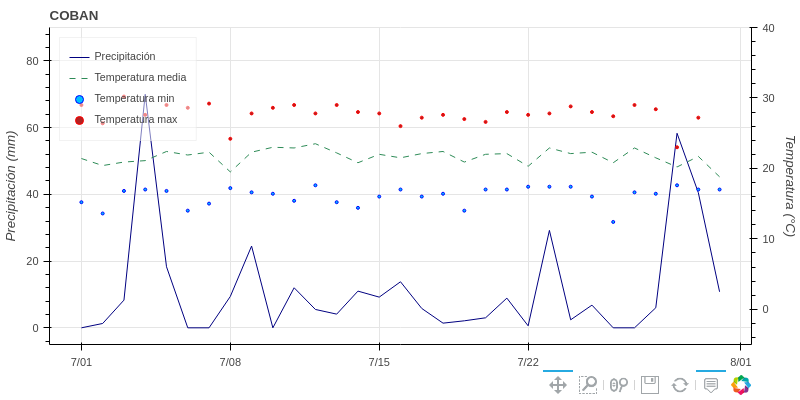 COBAN
Precipitación
Temperatura media
Temperatura min
Temperatura max
Precipitación (mm)
80
60
40
20
0
Temperatura (°C)
40
30
20
10
0
7/01
7/08
7/15
7/22
8/01